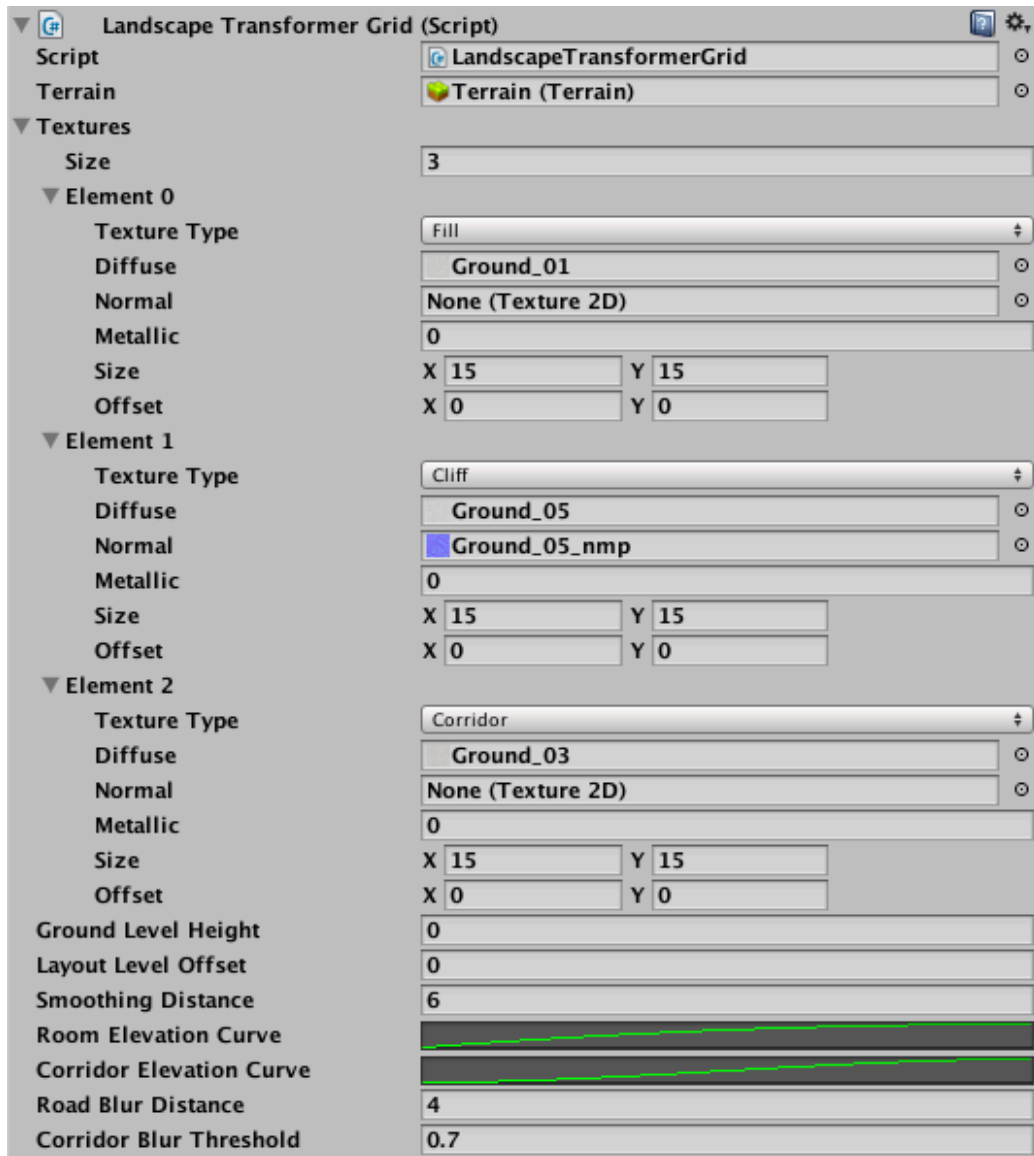 Landscape Transformer Grid (Script)
Script LandscapeTransformerGrid
Terrain Terrain (Terrain)
Textures
Size 3
Element 0
Texture Type Fill
Diffuse Ground_01
Normal None (Texture 2D)
Metallic 0
Size X 15 Y 15
Offset X 0 Y 0
Element 1
Texture Type Cliff
Diffuse Ground_05
Normal Ground_05_nmp
Metallic 0
Size X 15 Y 15
Offset X 0 Y 0
Element 2
Texture Type Corridor
Diffuse Ground_03
Normal None (Texture 2D)
Metallic 0
Size X 15 Y 15
Offset X 0 Y 0
Ground Level Height 0
Layout Level Offset 0
Smoothing Distance 6
Room Elevation Curve
Corridor Elevation Curve
Road Blur Distance 4
Corridor Blur Threshold 0.7